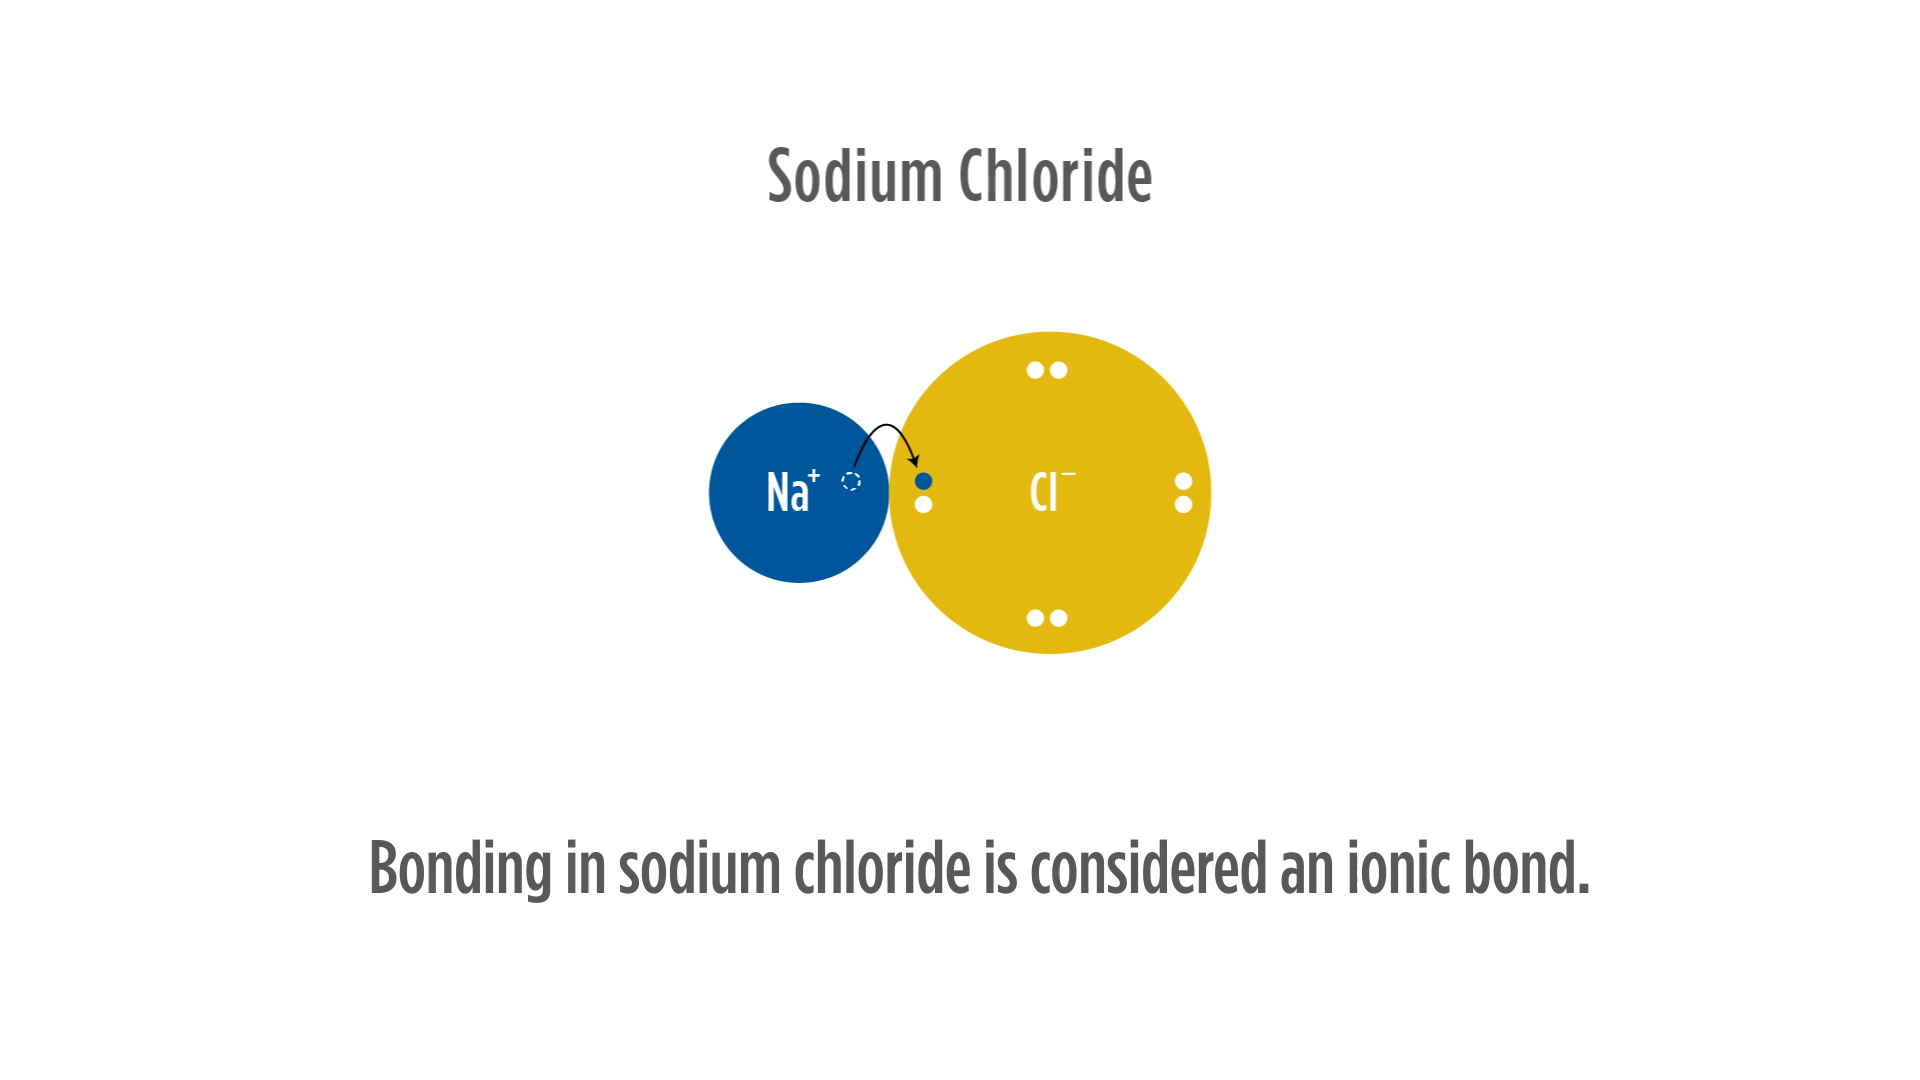 Sodium Chloride
Na⁺ Cl⁻
Bonding in sodium chloride is considered an ionic bond.